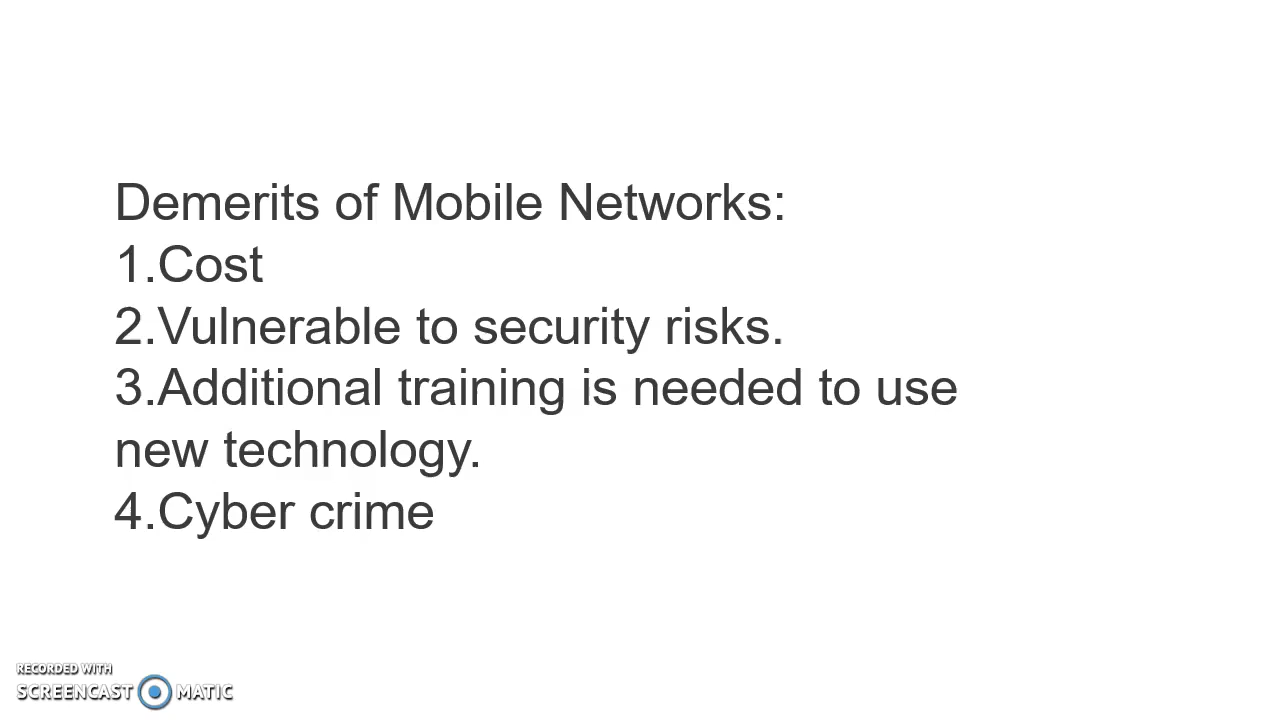 Demerits of Mobile Networks:
1.Cost
2.Vulnerable to security risks.
3.Additional training is needed to use
new technology.
4.Cyber crime
RECORDED WITH
SCREENCAST MATIC